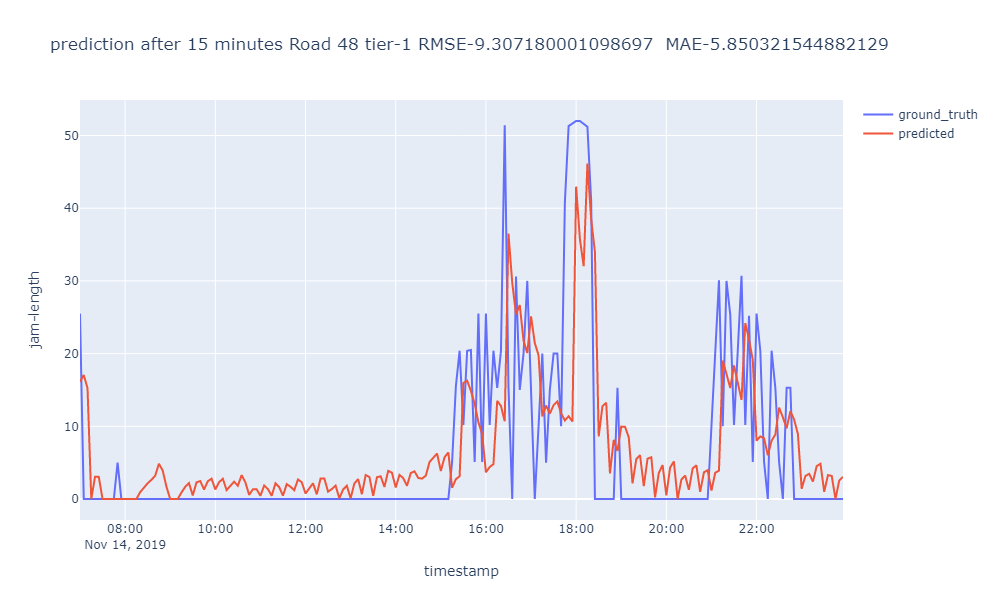 prediction after 15 minutes Road 48 tier-1 RMSE-9.307180001098697  MAE-5.850321544882129
ground_truth
predicted
50
40
30
20
10
0
jam-length
08:00 10:00 12:00 14:00 16:00 18:00 20:00 22:00
Nov 14, 2019
timestamp